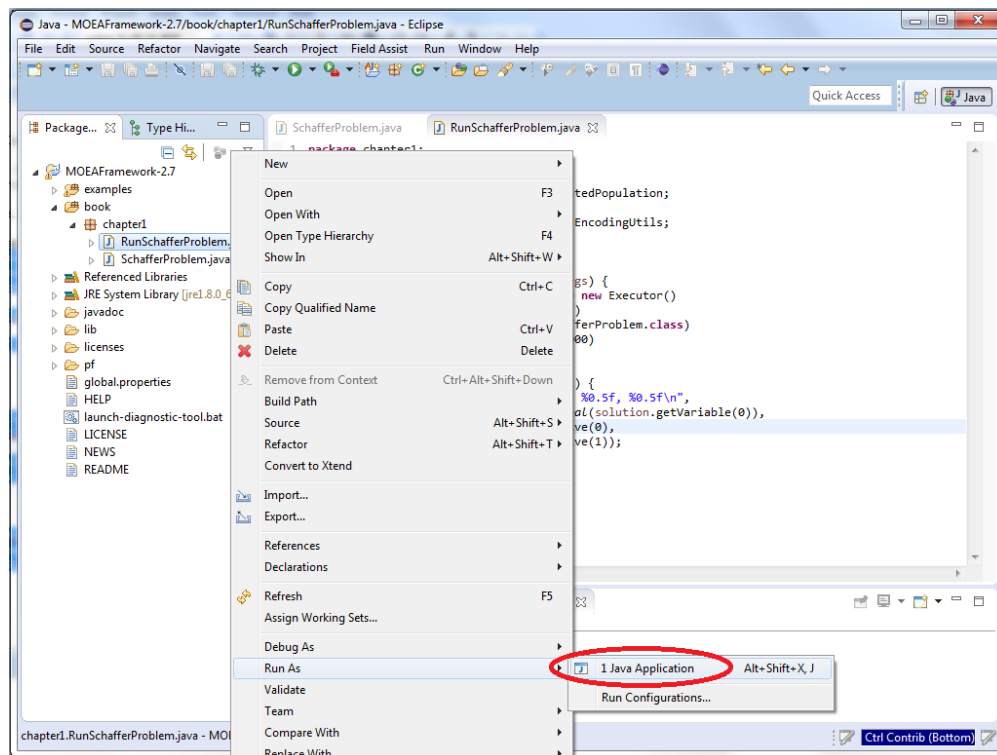 Java - MOEAFramework-2.7/book/chapter1/RunSchafferProblem.java - Eclipse
File Edit Source Refactor Navigate Search Project Field Assist Run Window Help
Quick Access
Java
Package...
Type Hi...
SchafferProblem.java
RunSchafferProblem.java
MOEAFramework-2.7
examples
book
chapter1
RunSchafferProblem.
SchafferProblem.java
Referenced Libraries
JRE System Library [jre1.8.0_6
javadoc
lib
licenses
pf
global.properties
HELP
launch-diagnostic-tool.bat
LICENSE
NEWS
README
1 package chapter1;
tedPopulation;
EncodingUtils;
gs) {
new Executor()
)
fferProblem.class)
00)
) {
%0.5f, %0.5f\n",
al(solution.getVariable(0)),
ve(0),
ve(1));
New
Open F3
Open With
Open Type Hierarchy F4
Show In Alt+Shift+W
Copy Ctrl+C
Copy Qualified Name
Paste Ctrl+V
Delete Delete
Remove from Context Ctrl+Alt+Shift+Down
Build Path
Source Alt+Shift+S
Refactor Alt+Shift+T
Convert to Xtend
Import...
Export...
References
Declarations
Refresh F5
Assign Working Sets...
Debug As
Run As
Validate
Team
Compare With
Replace With
1 Java Application Alt+Shift+X, J
Run Configurations...
chapter1.RunSchafferProblem.java - MO
Ctrl Contrib (Bottom)